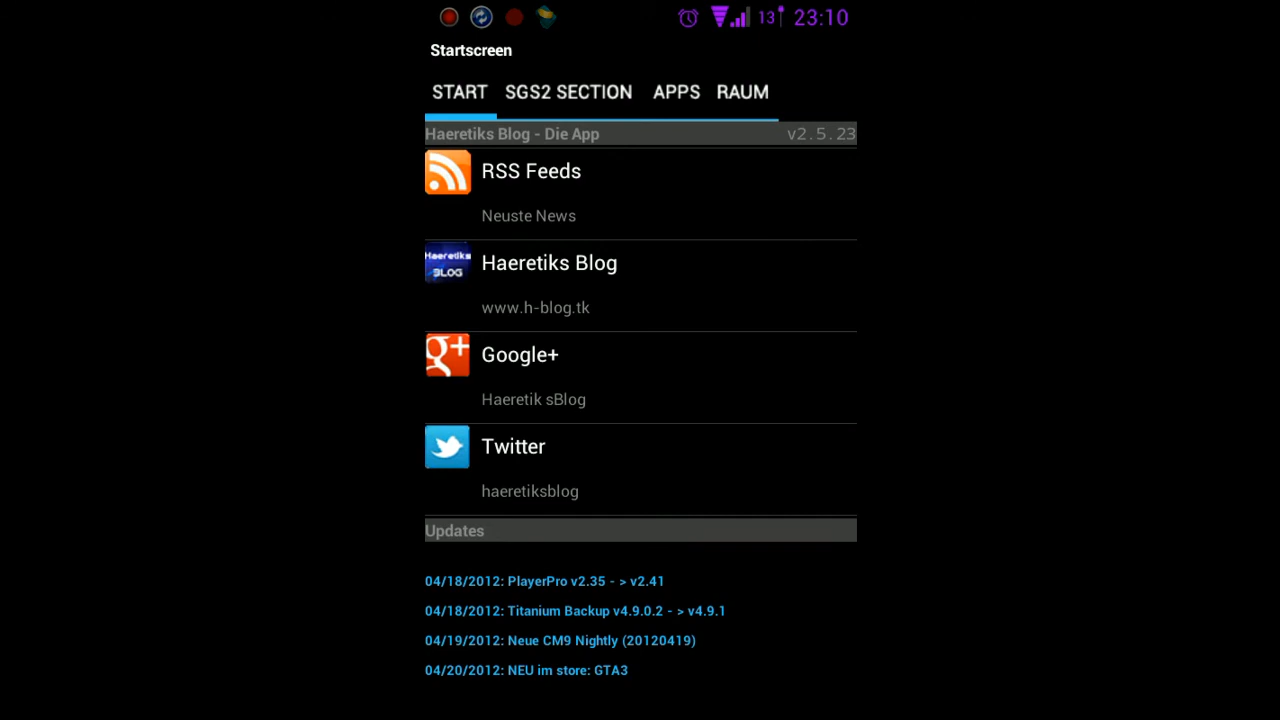 13 23:10
Startscreen
START SGS2 SECTION APPS RAUM
Haeretiks Blog - Die App v2.5.23
RSS Feeds
Neuste News
Haeretiks
BLOG
Haeretiks Blog
www.h-blog.tk
g+
Google+
Haeretik sBlog
Twitter
haeretiksblog
Updates
04/18/2012: PlayerPro v2.35 - > v2.41
04/18/2012: Titanium Backup v4.9.0.2 - > v4.9.1
04/19/2012: Neue CM9 Nightly (20120419)
04/20/2012: NEU im store: GTA3